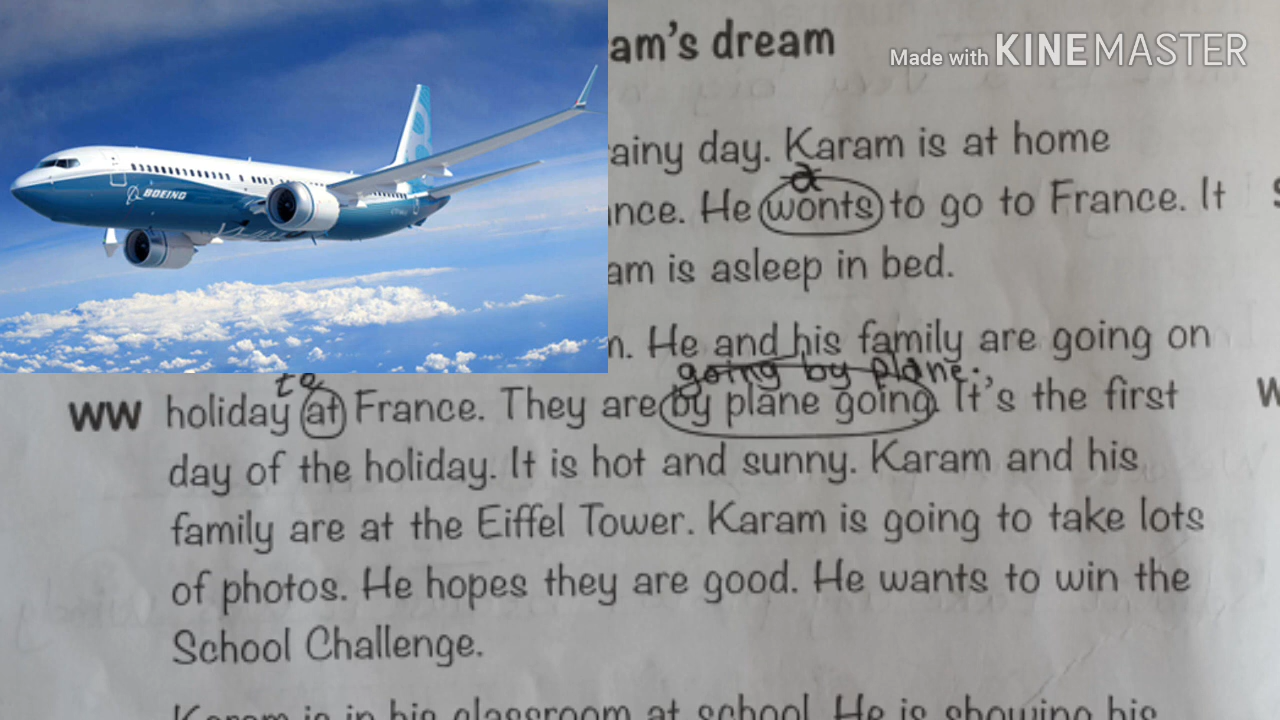 am's dream
Made with KINEMASTER
BOEING
ainy day. Karam is at home
a
nce. He wonts to go to France. It
am is asleep in bed.
n. He and his family are going on
to going by plane.
WW holiday at France. They are by plane going. It's the first
day of the holiday. It is hot and sunny. Karam and his
family are at the Eiffel Tower. Karam is going to take lots
of photos. He hopes they are good. He wants to win the
School Challenge.
Karam is in his classroom at school. He is showing his